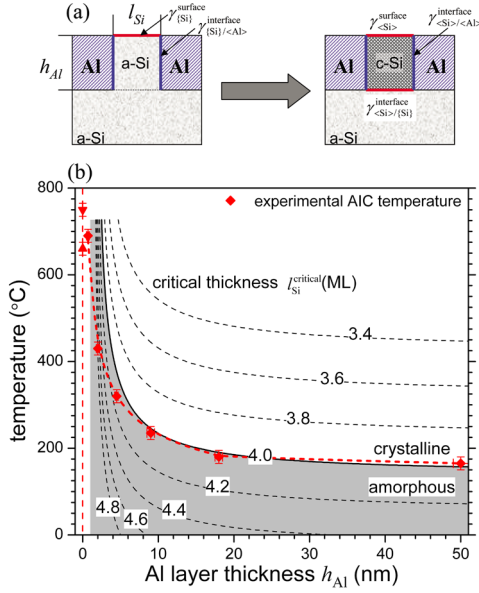 (a)
l_Si
γ^surface_{Si}
γ^interface_{Si}/<Al>
h_Al
Al
a-Si
Al
a-Si
γ^surface_<Si>
γ^interface_<Si>/<Al>
Al
c-Si
Al
γ^interface_<Si>/{Si}
a-Si
(b)
800
600
400
200
0
temperature (°C)
experimental AIC temperature
critical thickness l^critical_Si (ML)
3.4
3.6
3.8
4.0
crystalline
amorphous
4.2
4.4
4.6
4.8
0 10 20 30 40 50
Al layer thickness h_Al (nm)